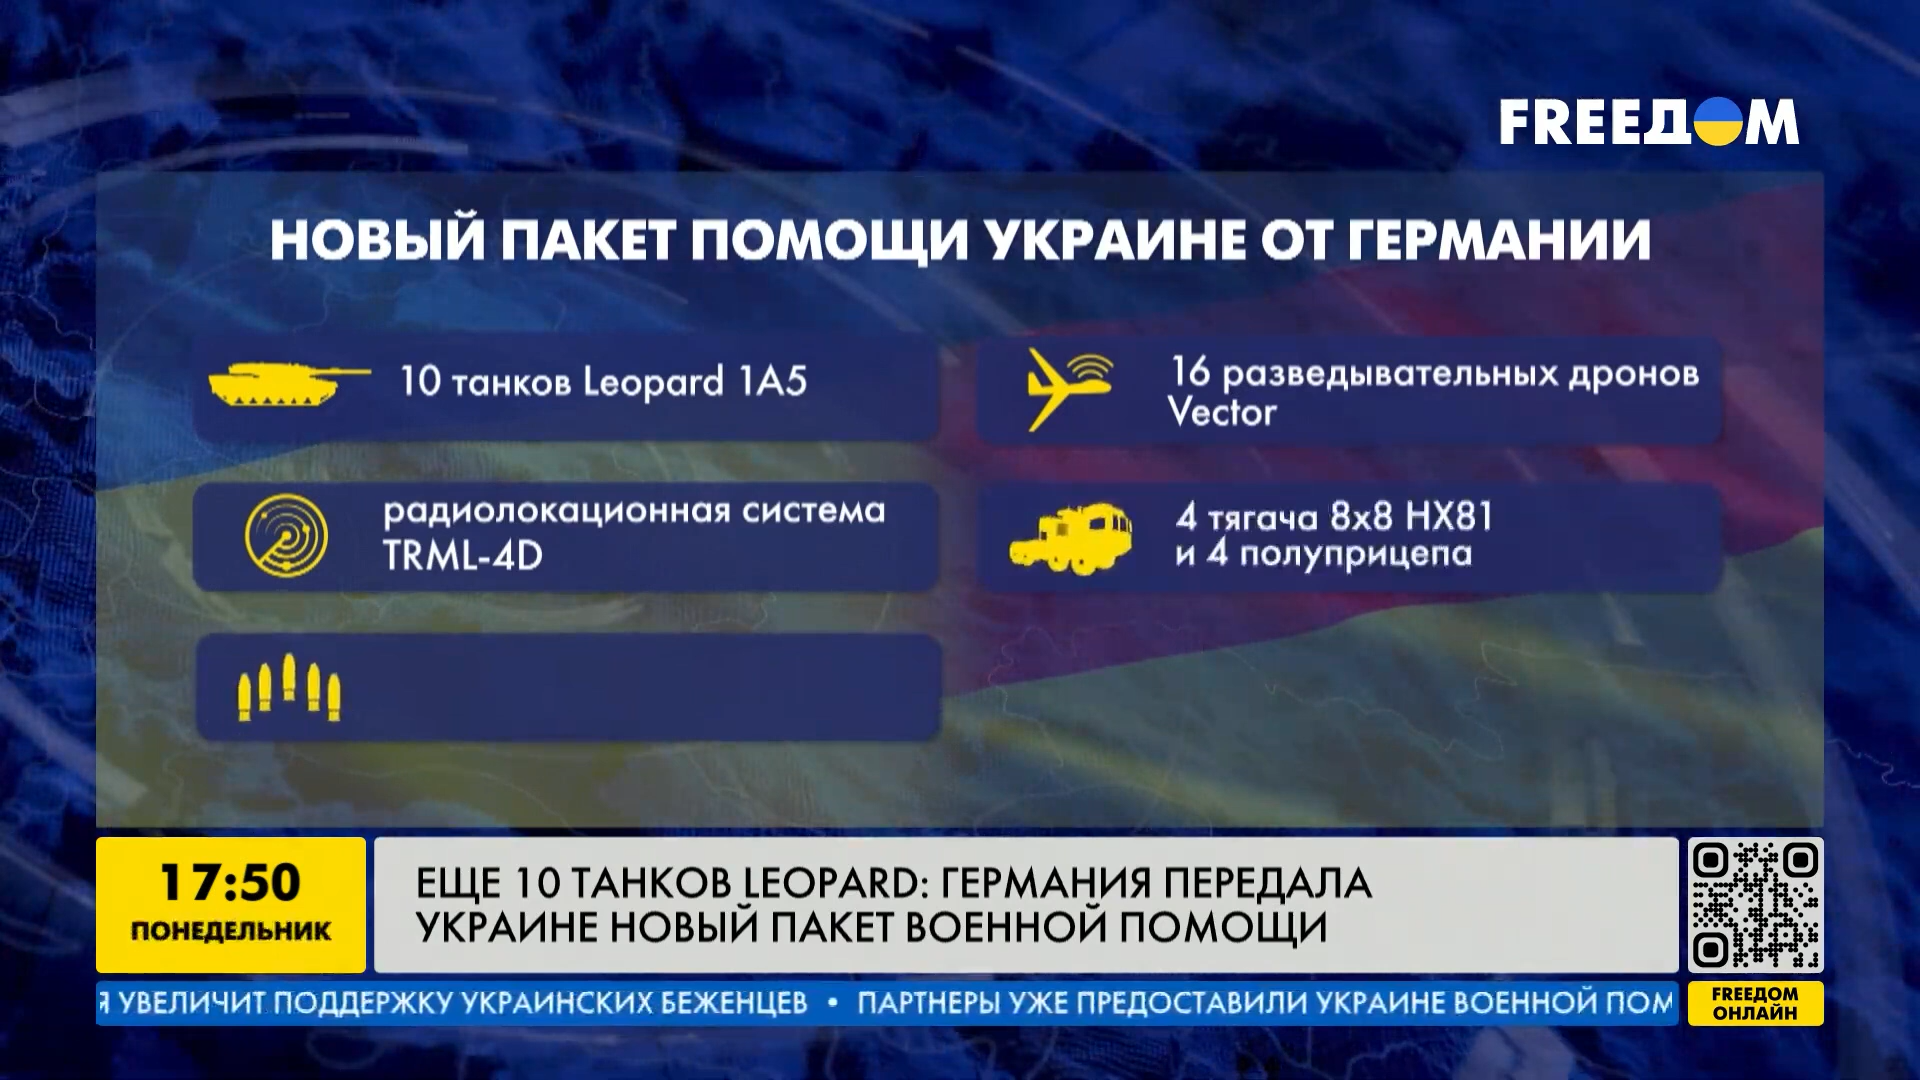 FREEДОМ
НОВЫЙ ПАКЕТ ПОМОЩИ УКРАИНЕ ОТ ГЕРМАНИИ
10 танков Leopard 1A5
16 разведывательных дронов
Vector
радиолокационная система
TRML-4D
4 тягача 8x8 HX81
и 4 полуприцепа
17:50
ПОНЕДЕЛЬНИК
ЕЩЕ 10 ТАНКОВ LEOPARD: ГЕРМАНИЯ ПЕРЕДАЛА
УКРАИНЕ НОВЫЙ ПАКЕТ ВОЕННОЙ ПОМОЩИ
Я УВЕЛИЧИТ ПОДДЕРЖКУ УКРАИНСКИХ БЕЖЕНЦЕВ • ПАРТНЕРЫ УЖЕ ПРЕДОСТАВИЛИ УКРАИНЕ ВОЕННОЙ ПОМ
FREEДОМ
ОНЛАЙН